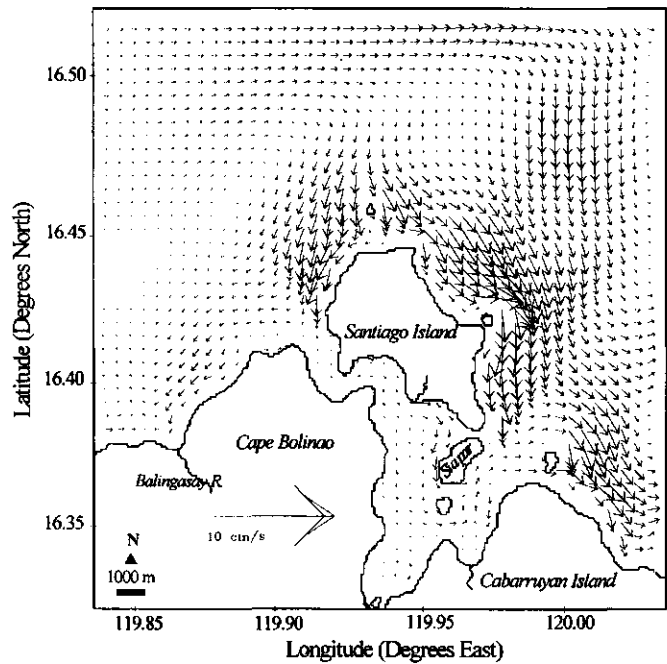 16.50
16.45
16.40
16.35
Latitude (Degrees North)
Santiago Island
Cape Bolinao
Balingasay R.
10 cm/s
N
1000 m
Cabarruyan Island
119.85
119.90
119.95
120.00
Longitude (Degrees East)